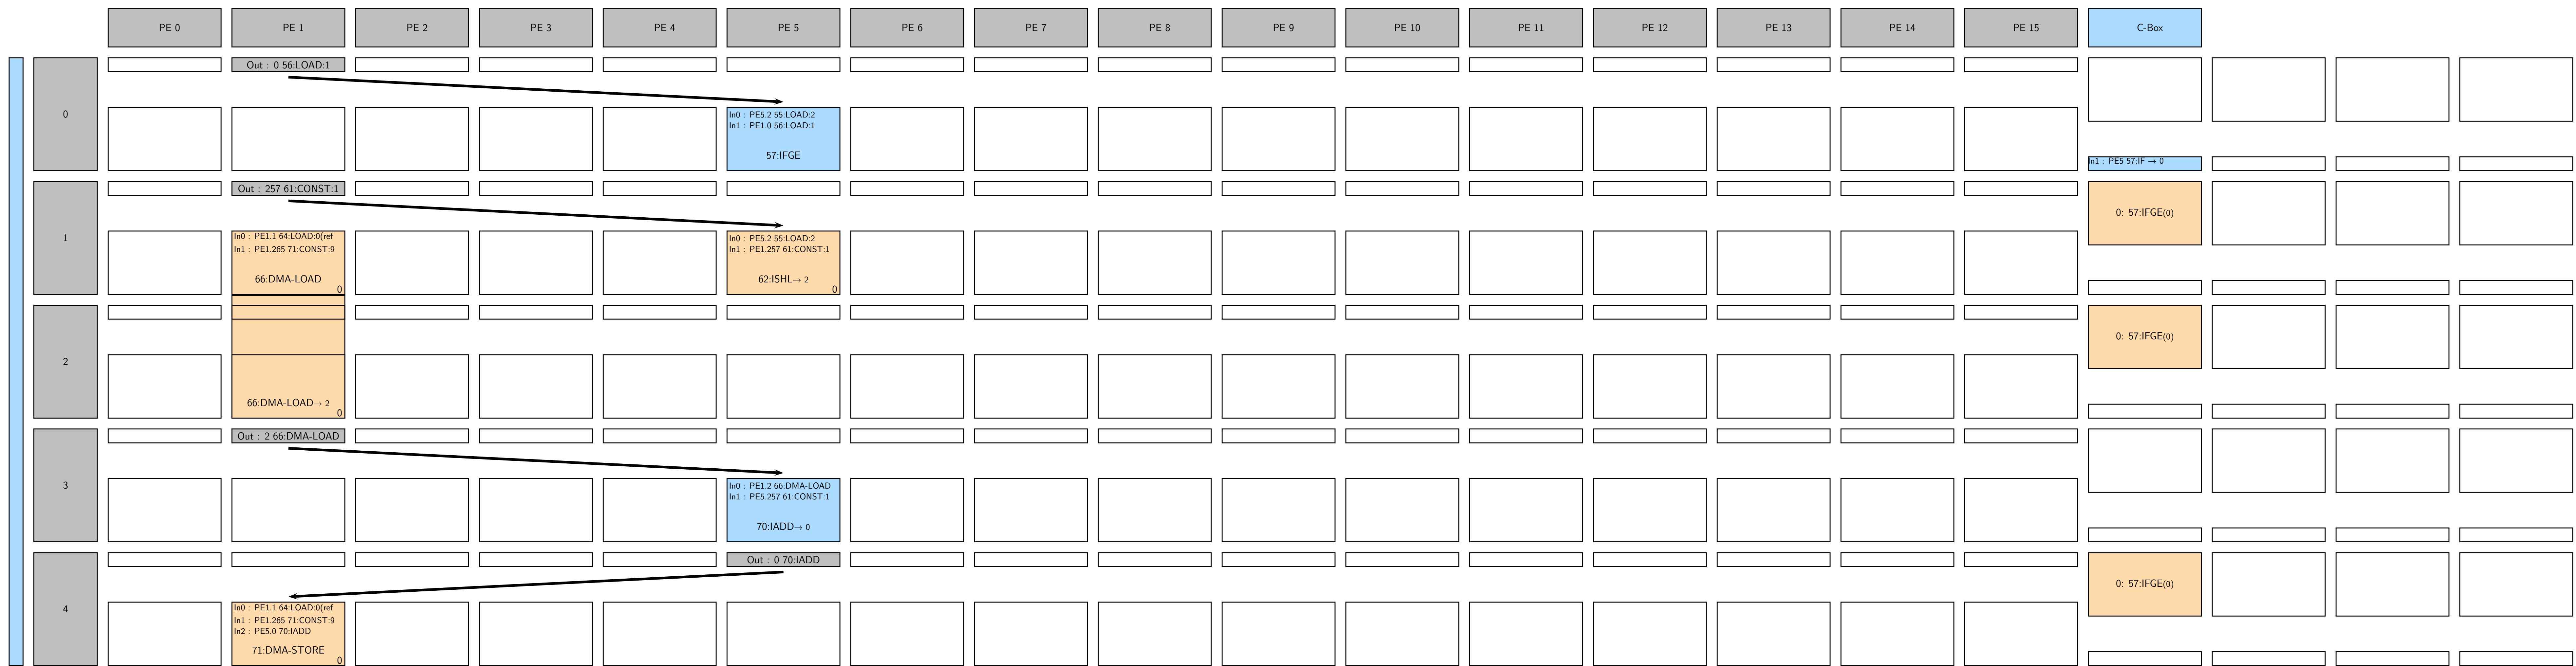 PE 0 PE 1 PE 2 PE 3 PE 4 PE 5 PE 6 PE 7 PE 8 PE 9 PE 10 PE 11 PE 12 PE 13 PE 14 PE 15 C-Box
Out : 0 56:LOAD:1
0
In0 : PE5.2 55:LOAD:2
In1 : PE1.0 56:LOAD:1
57:IFGE
In1 : PE5 57:IF → 0
Out : 257 61:CONST:1
1
0: 57:IFGE(0)
In0 : PE1.1 64:LOAD:0(ref
In1 : PE1.265 71:CONST:9
66:DMA-LOAD
0
In0 : PE5.2 55:LOAD:2
In1 : PE1.257 61:CONST:1
62:ISHL→ 2
0
2
0: 57:IFGE(0)
66:DMA-LOAD→ 2
0
Out : 2 66:DMA-LOAD
3
In0 : PE1.2 66:DMA-LOAD
In1 : PE5.257 61:CONST:1
70:IADD→ 0
Out : 0 70:IADD
4
0: 57:IFGE(0)
In0 : PE1.1 64:LOAD:0(ref
In1 : PE1.265 71:CONST:9
In2 : PE5.0 70:IADD
71:DMA-STORE
0